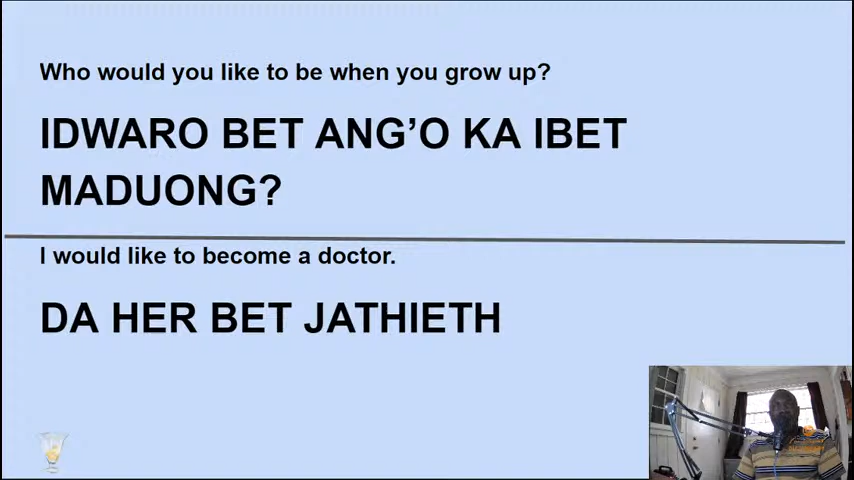 Who would you like to be when you grow up?
IDWARO BET ANG’O KA IBET
MADUONG?
I would like to become a doctor.
DA HER BET JATHIETH